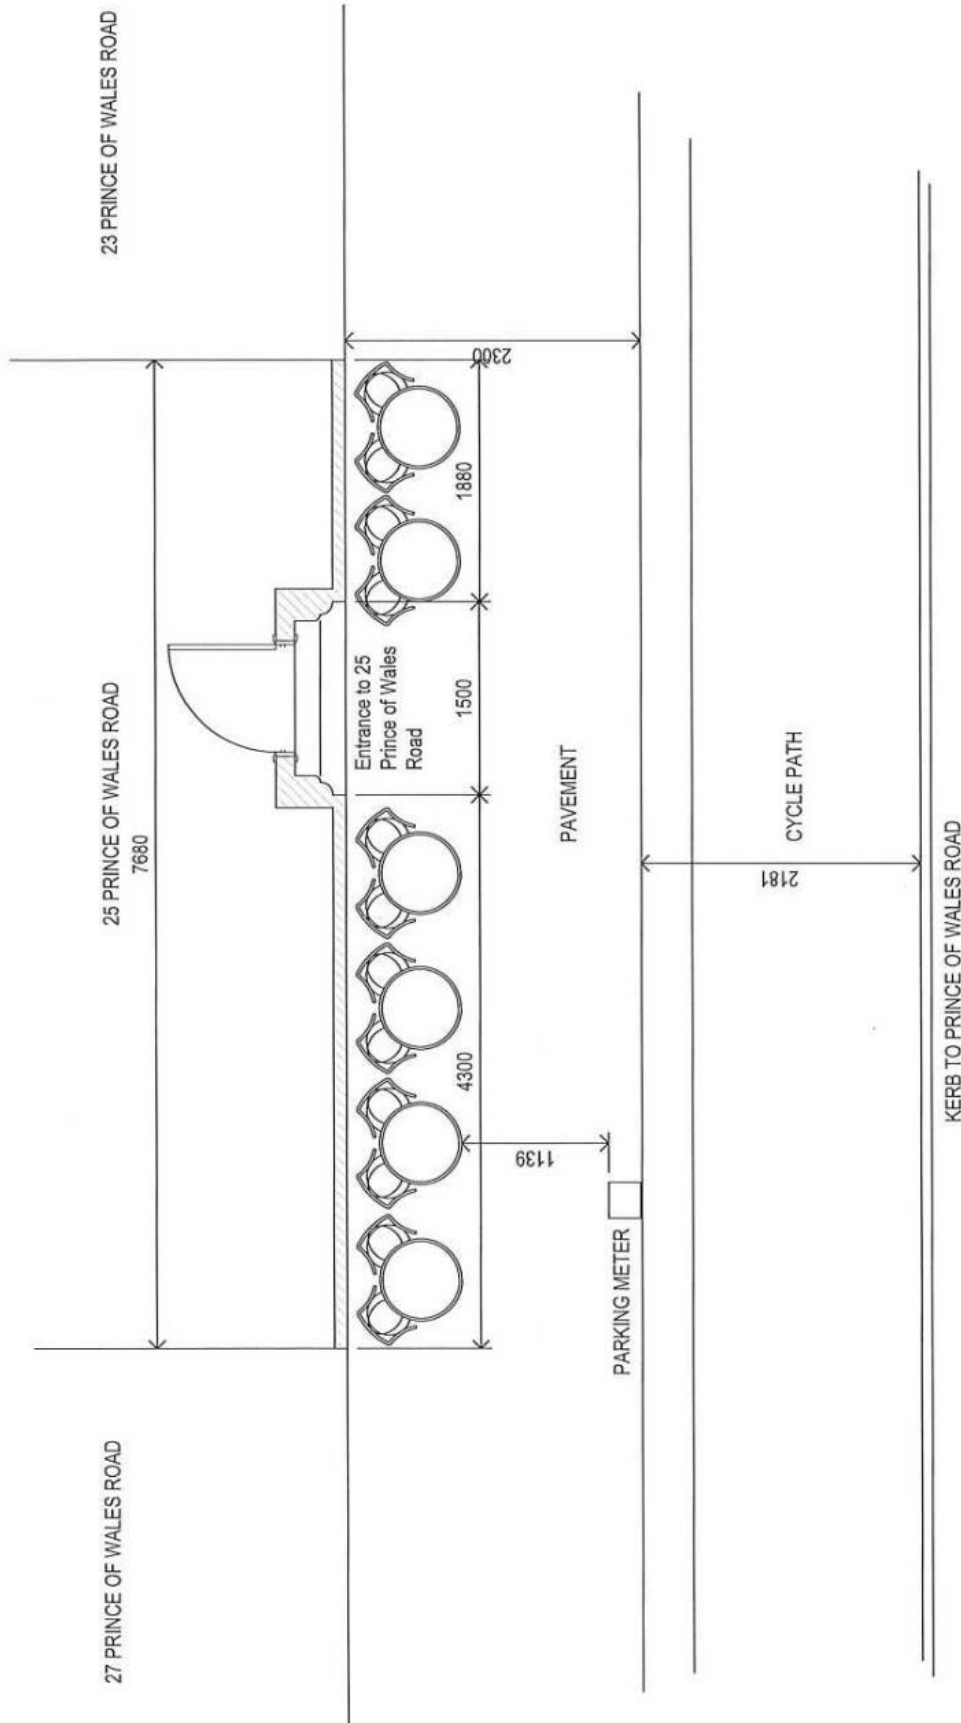 27 PRINCE OF WALES ROAD
25 PRINCE OF WALES ROAD
23 PRINCE OF WALES ROAD
7680
Entrance to 25
Prince of Wales
Road
4300
1500
1880
2300
1139
PAVEMENT
PARKING METER
CYCLE PATH
2181
KERB TO PRINCE OF WALES ROAD